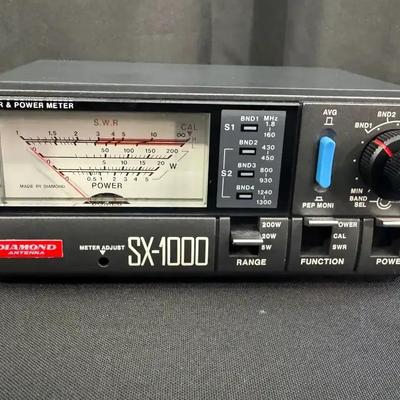 R & POWER METER
S.W.R
CAL
1 1.5 2 3 4 5 10 ∞
50 100 150 200
5 10 15 20 W
0.1 .5 1 2 3 4 5
MADE BY DIAMOND
POWER
BND1 MHz
S1 1.8
160
BND2 430
450
S2
BND3 800
930
BND4 1240
1300
AVG
PEP MONI
BND1
BND2
MIN
BAND
SEL
DIAMOND
ANTENNA
METER ADJUST
SX-1000
200W
20W
5W
RANGE
OWER
CAL
SWR
FUNCTION
POWE